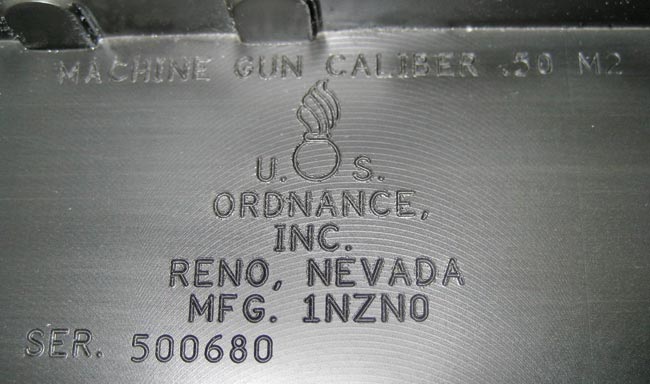 MACHINE GUN CALIBER .50 M2
U. S.
ORDNANCE,
INC.
RENO, NEVADA
MFG. 1NZN0
SER. 500680